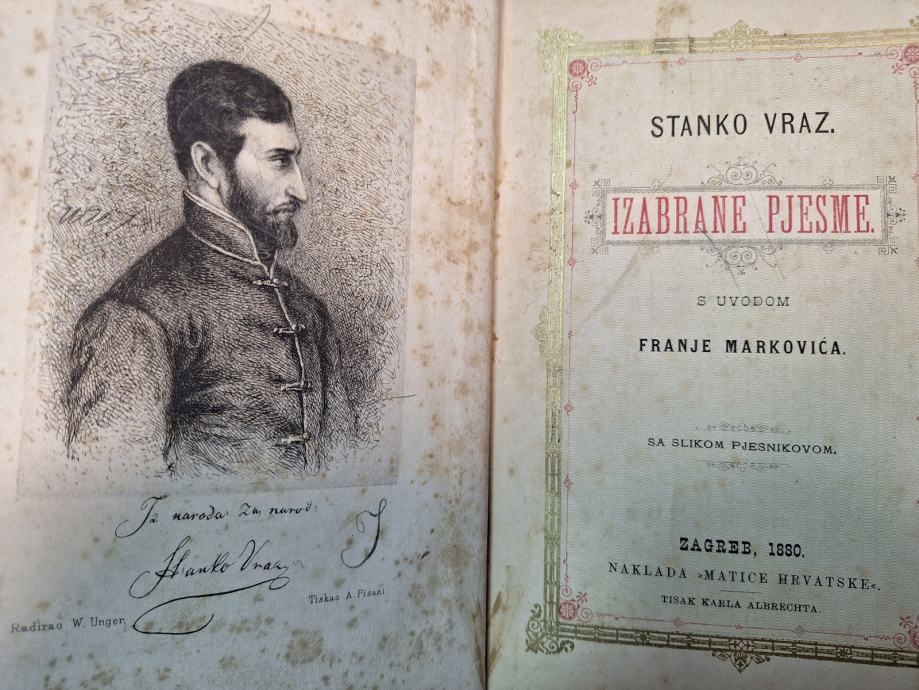 Iz naroda za narod.
Stanko Vraz
Radirao W. Unger.
Tiskao A. Pisani.
STANKO VRAZ.
IZABRANE PJESME.
S UVODOM
FRANJE MARKOVIĆA.
SA SLIKOM PJESNIKOVOM.
ZAGREB, 1880.
NAKLADA »MATICE HRVATSKE«.
TISAK KARLA ALBRECHTA.